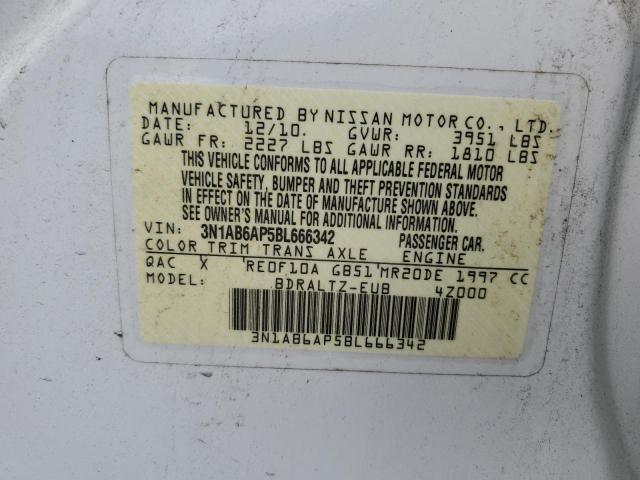 MANUFACTURED BY NISSAN MOTOR CO., LTD.
DATE: 12/10. GVWR: 3951 LBS
GAWR FR: 2227 LBS GAWR RR: 1810 LBS
THIS VEHICLE CONFORMS TO ALL APPLICABLE FEDERAL MOTOR
VEHICLE SAFETY, BUMPER AND THEFT PREVENTION STANDARDS
IN EFFECT ON THE DATE OF MANUFACTURE SHOWN ABOVE.
SEE OWNER'S MANUAL FOR ADDITIONAL INFORMATION.
VIN: 3N1AB6AP5BL666342 PASSENGER CAR.
COLOR TRIM TRANS AXLE ENGINE
QAC X RE0F10A GB51 MR20DE 1997 CC
MODEL: BDRALTZ-EUB 4Z000
3N1AB6AP5BL666342